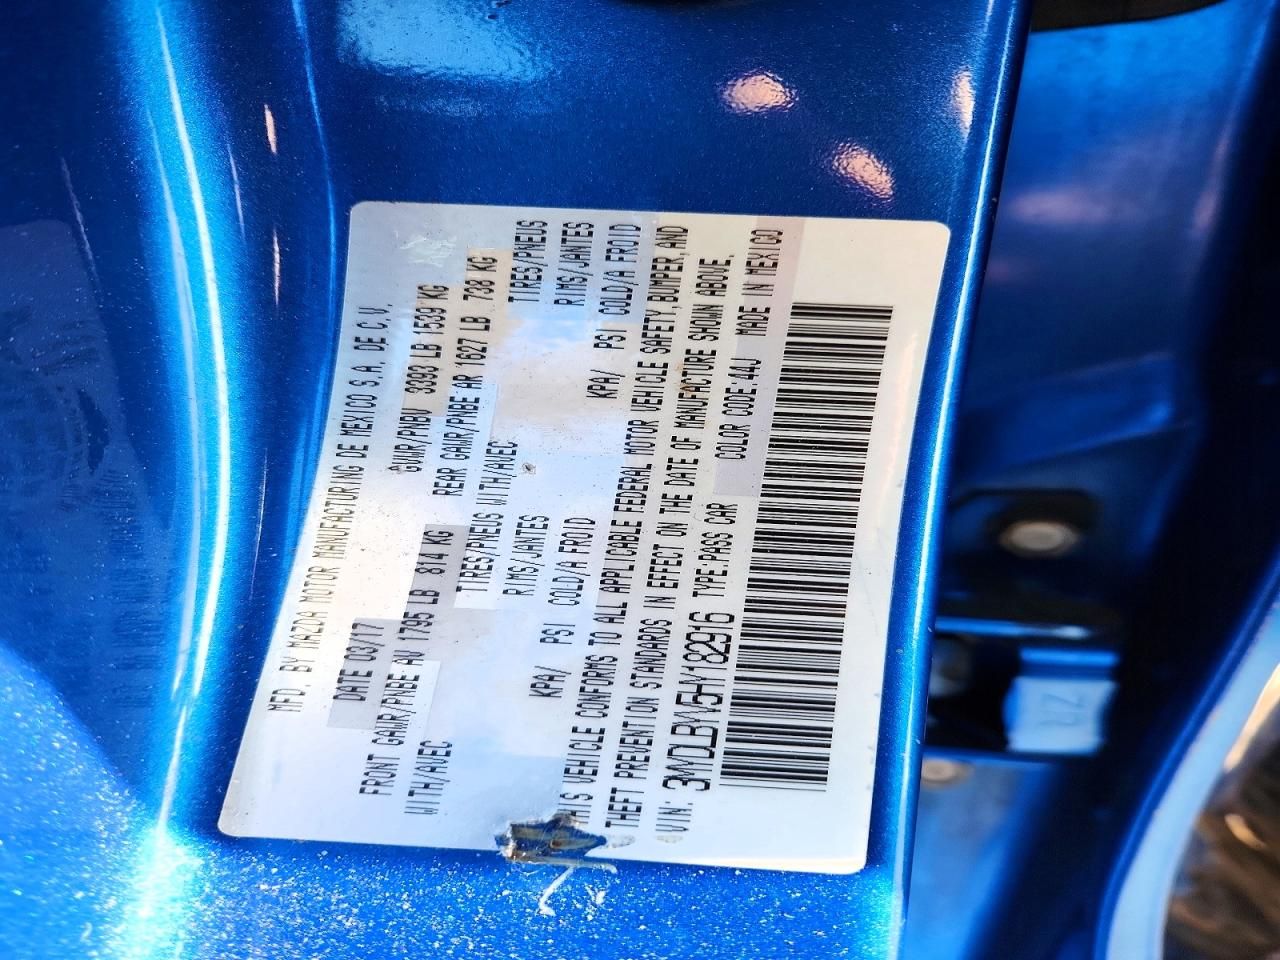 MFD. BY MAZDA MOTOR MANUFACTURING DE MEXICO S.A. DE C.V.
DATE 03/17 GVWR/PNBV 3393 LB 1539 KG
FRONT GAWR/PNBE AV 1795 LB 814 KG REAR GAWR/PNBE AR 1627 LB 738 KG
WITH/AVEC TIRES/PNEUS WITH/AVEC TIRES/PNEUS
RIMS/JANTES RIMS/JANTES
KPA/ PSI COLD/A FROID KPA/ PSI COLD/A FROID
THIS VEHICLE CONFORMS TO ALL APPLICABLE FEDERAL MOTOR VEHICLE SAFETY, BUMPER, AND
THEFT PREVENTION STANDARDS IN EFFECT ON THE DATE OF MANUFACTURE SHOWN ABOVE.
VIN: 3MYDLBYV5HY182916 TYPE:PASS CAR COLOR CODE:44J MADE IN MEXICO